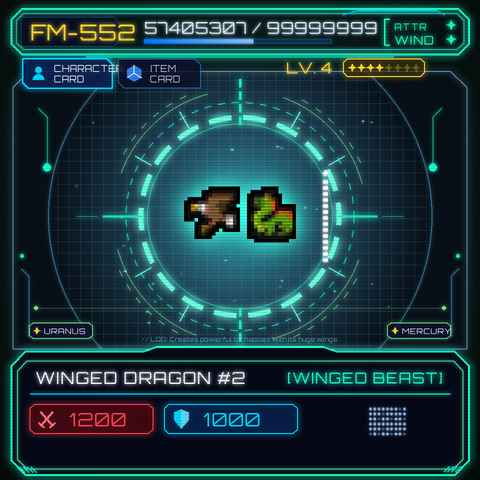 FM-552
57405307 / 99999999
ATTR
WIND
CHARACTER
CARD
ITEM
CARD
LV. 4
URANUS
MERCURY
//LOG: Creates powerful tornadoes with its huge wings
WINGED DRAGON #2
[WINGED BEAST]
1200
1000